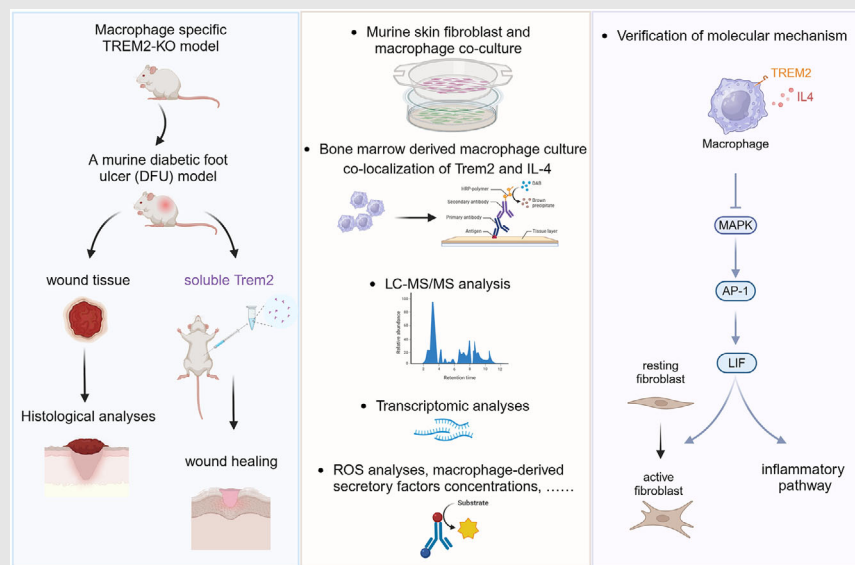 Macrophage specific
TREM2-KO model
A murine diabetic foot
ulcer (DFU) model
wound tissue
soluble Trem2
Histological analyses
wound healing
• Murine skin fibroblast and
macrophage co-culture
• Bone marrow derived macrophage culture
co-localization of Trem2 and IL-4
HRP-polymer
DAB
Secondary antibody
Brown
precipitate
Primary antibody
Antigen
Tissue layer
• LC-MS/MS analysis
Relative abundance
Retention time
• Transcriptomic analyses
• ROS analyses, macrophage-derived
secretory factors concentrations, ……
Substrate
• Verification of molecular mechanism
TREM2
IL4
Macrophage
MAPK
AP-1
LIF
resting
fibroblast
active
fibroblast
inflammatory
pathway